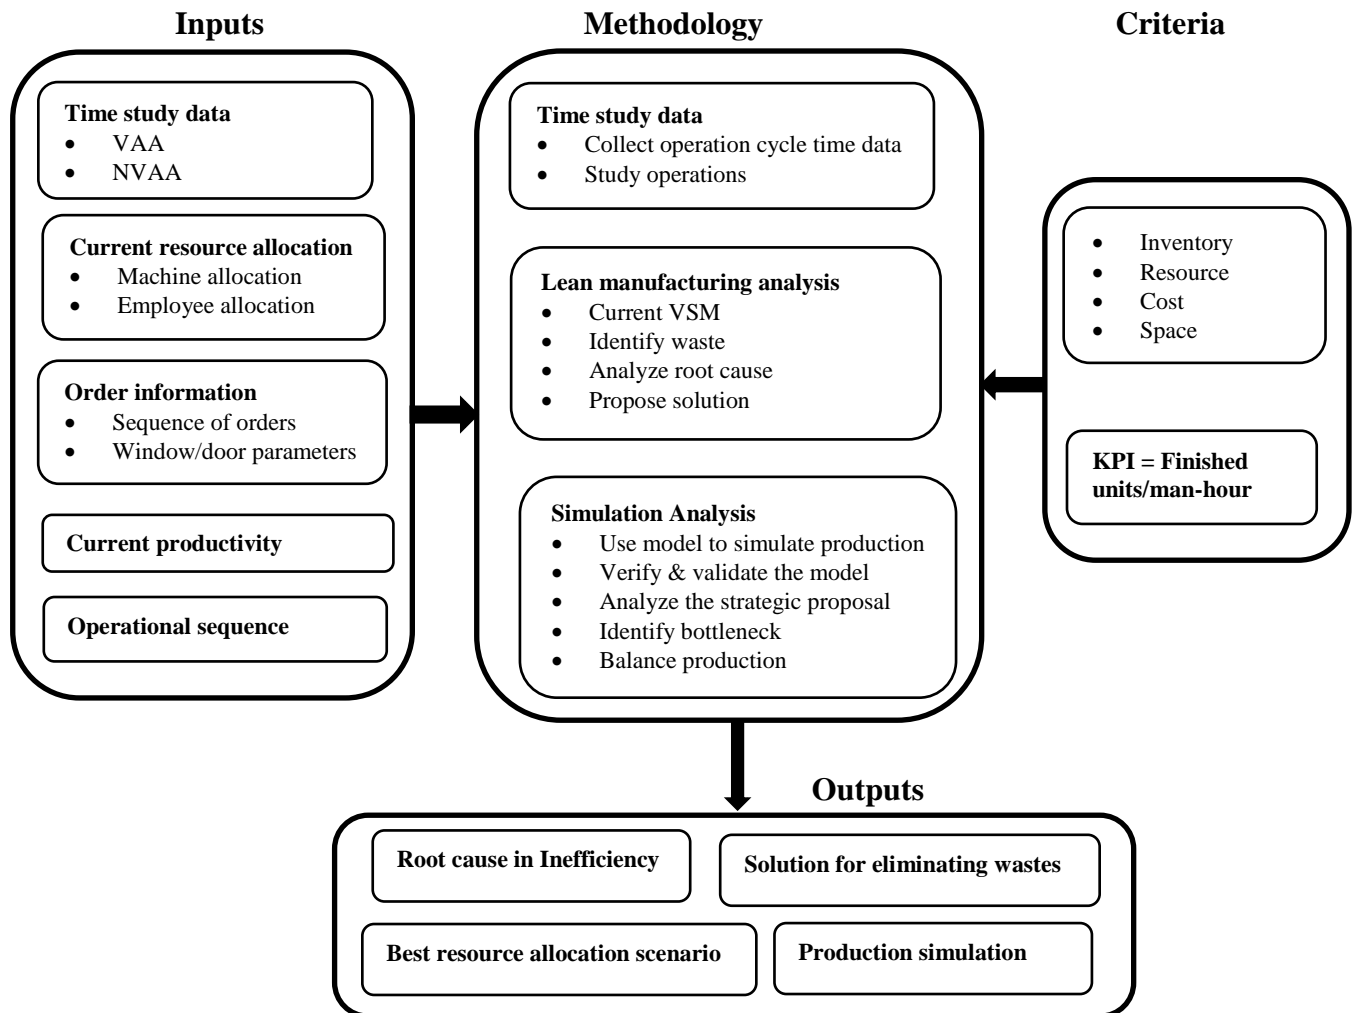 Inputs
Time study data
• VAA
• NVAA
Current resource allocation
• Machine allocation
• Employee allocation
Order information
• Sequence of orders
• Window/door parameters
Current productivity
Operational sequence
Methodology
Time study data
• Collect operation cycle time data
• Study operations
Lean manufacturing analysis
• Current VSM
• Identify waste
• Analyze root cause
• Propose solution
Simulation Analysis
• Use model to simulate production
• Verify & validate the model
• Analyze the strategic proposal
• Identify bottleneck
• Balance production
Criteria
• Inventory
• Resource
• Cost
• Space
KPI = Finished
units/man-hour
Outputs
Root cause in Inefficiency
Solution for eliminating wastes
Best resource allocation scenario
Production simulation